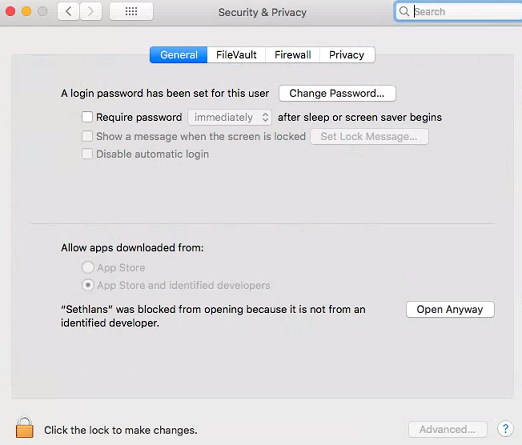 Security & Privacy
Search
General FileVault Firewall Privacy
A login password has been set for this user Change Password...
Require password immediately after sleep or screen saver begins
Show a message when the screen is locked Set Lock Message...
Disable automatic login
Allow apps downloaded from:
App Store
App Store and identified developers
“Sethlans” was blocked from opening because it is not from an Open Anyway
identified developer.
Click the lock to make changes. Advanced... ?